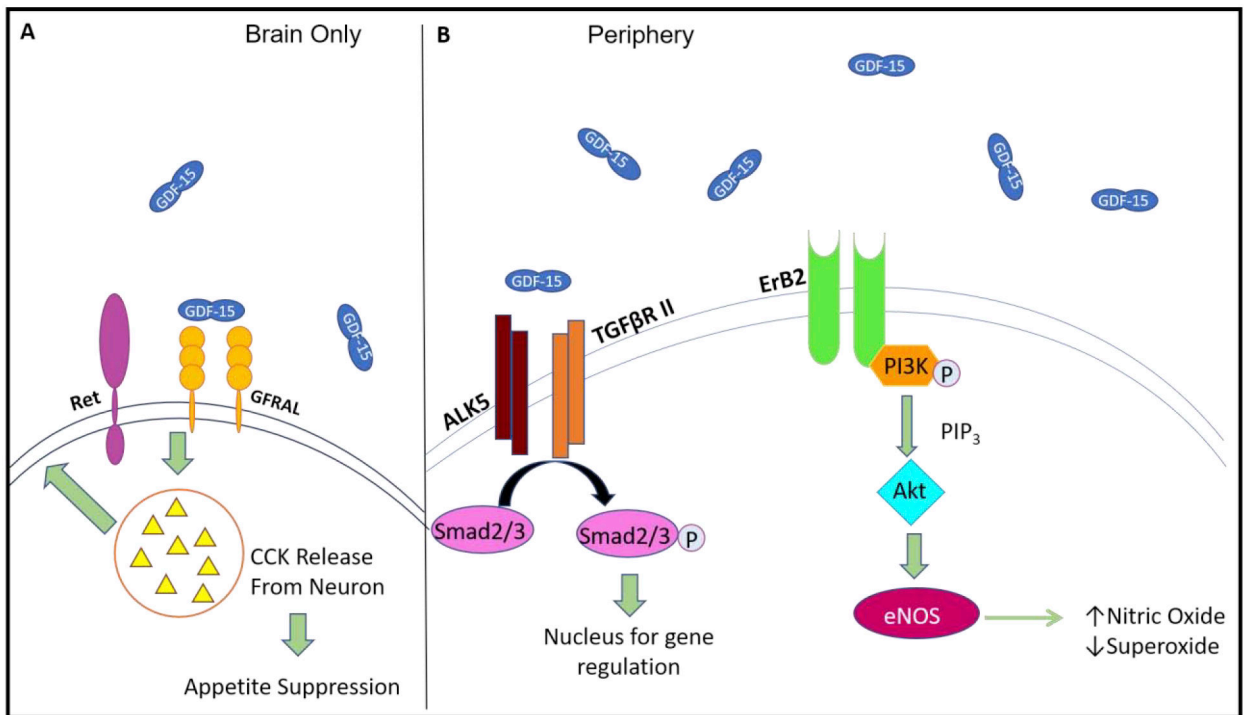 A
Brain Only
GDF-15
GDF-15
GDF-15
Ret
GFRAL
CCK Release
From Neuron
Appetite Suppression
B
Periphery
GDF-15
GDF-15
GDF-15
GDF-15
GDF-15
GDF-15
ALK5
TGFβR II
ErB2
PI3K
P
PIP3
Akt
eNOS
↑Nitric Oxide
↓Superoxide
Smad2/3
Smad2/3
P
Nucleus for gene
regulation